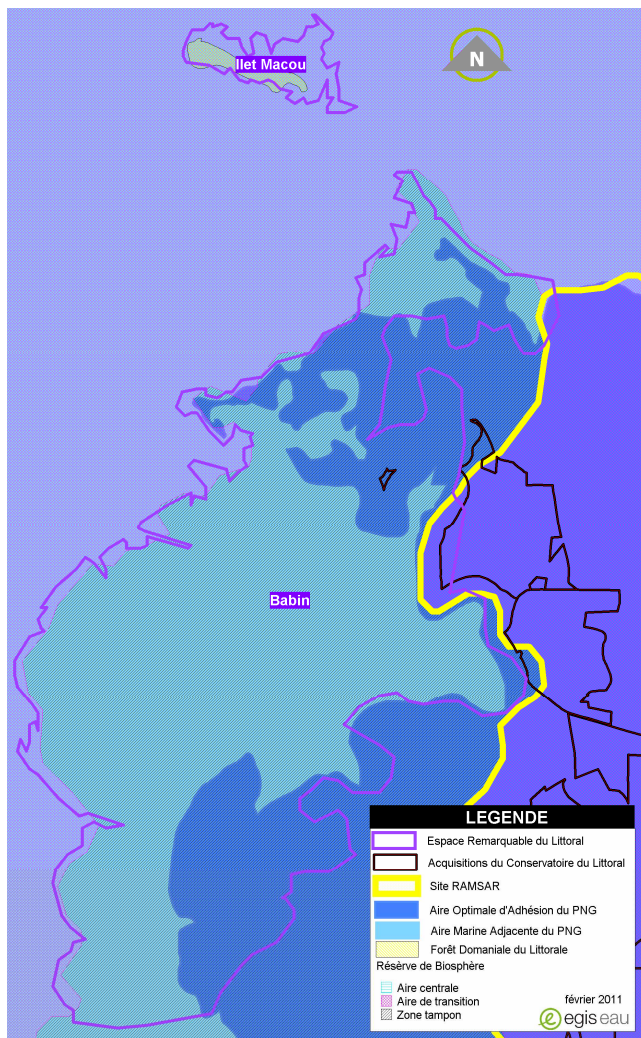 Ilet Macou
N
Babin
LEGENDE
Espace Remarquable du Littoral
Acquisitions du Conservatoire du Littoral
Site RAMSAR
Aire Optimale d'Adhésion du PNG
Aire Marine Adjacente du PNG
Forêt Domaniale du Littorale
Résèrve de Biosphère
Aire centrale
Aire de transition
Zone tampon
février 2011
egis eau